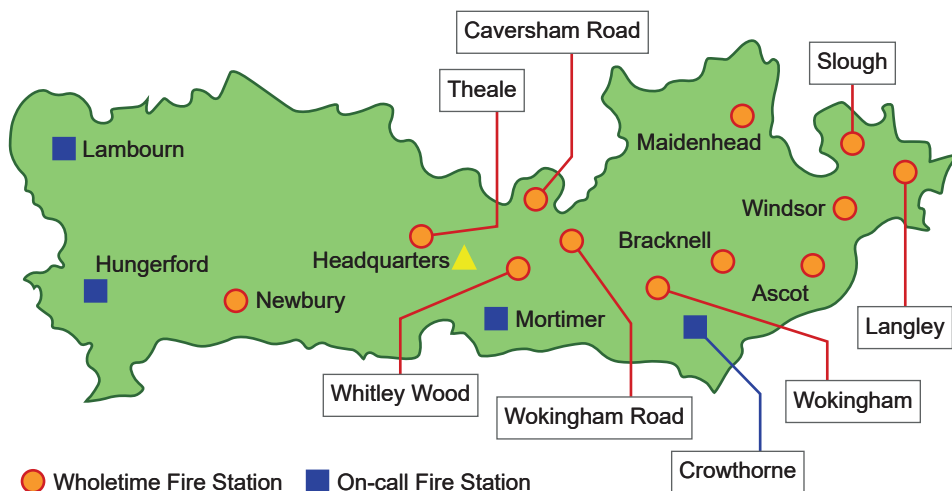 Caversham Road
Slough
Theale
Maidenhead
Lambourn
Windsor
Bracknell
Headquarters
Hungerford
Ascot
Newbury
Mortimer
Langley
Whitley Wood
Wokingham Road
Wokingham
Crowthorne
Wholetime Fire Station
On-call Fire Station